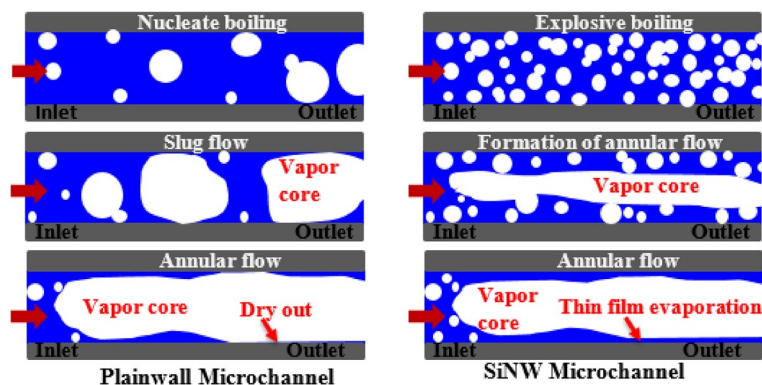 Nucleate boiling
Inlet
Outlet
Slug flow
Vapor
core
Inlet
Outlet
Annular flow
Vapor core
Dry out
Inlet
Outlet
Plainwall Microchannel
Explosive boiling
Inlet
Outlet
Formation of annular flow
Vapor core
Inlet
Outlet
Annular flow
Vapor
core
Thin film evaporation
Inlet
Outlet
SiNW Microchannel